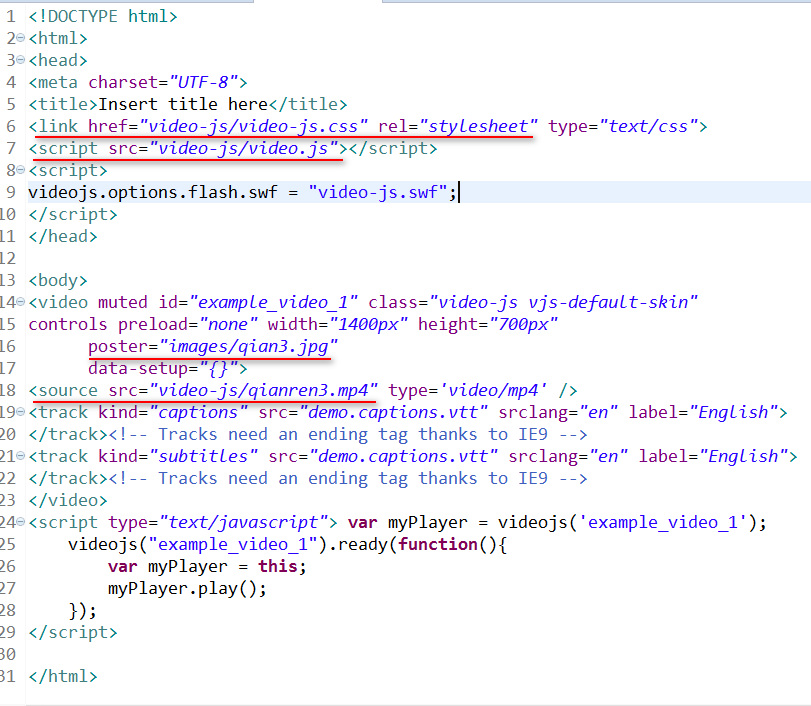 1 <!DOCTYPE html>
2 <html>
3 <head>
4 <meta charset="UTF-8">
5 <title>Insert title here</title>
6 <link href="video-js/video-js.css" rel="stylesheet" type="text/css">
7 <script src="video-js/video.js"></script>
8 <script>
9 videojs.options.flash.swf = "video-js.swf";
10 </script>
11 </head>
12
13 <body>
14 <video muted id="example_video_1" class="video-js vjs-default-skin"
15 controls preload="none" width="1400px" height="700px"
16 poster="images/qian3.jpg"
17 data-setup="{}">
18 <source src="video-js/qianren3.mp4" type='video/mp4' />
19 <track kind="captions" src="demo.captions.vtt" srclang="en" label="English">
20 </track><!-- Tracks need an ending tag thanks to IE9 -->
21 <track kind="subtitles" src="demo.captions.vtt" srclang="en" label="English">
22 </track><!-- Tracks need an ending tag thanks to IE9 -->
23 </video>
24 <script type="text/javascript"> var myPlayer = videojs('example_video_1');
25 videojs("example_video_1").ready(function(){
26 var myPlayer = this;
27 myPlayer.play();
28 });
29 </script>
30
31 </html>